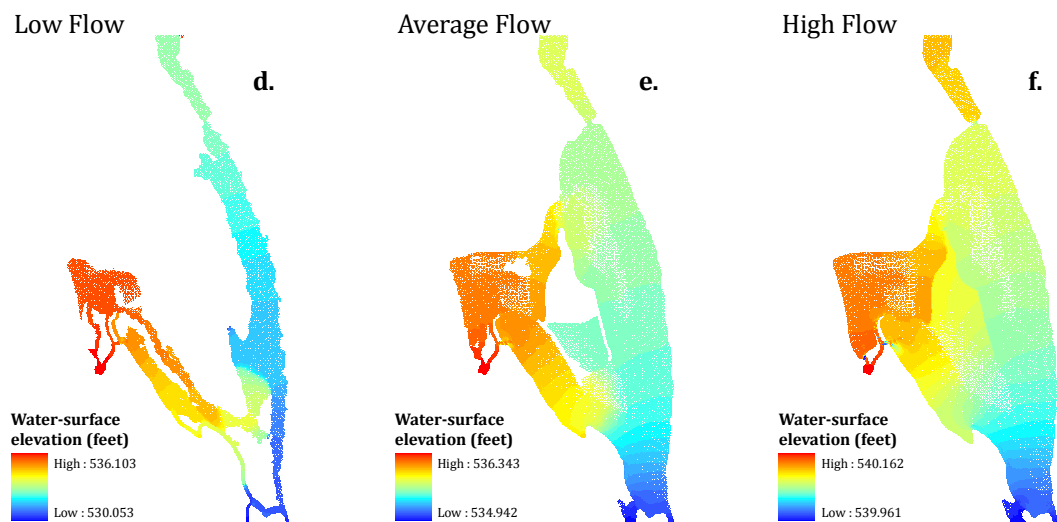 Low Flow
Average Flow
High Flow
d.
e.
f.
Water-surface
elevation (feet)
High : 536.103
Low : 530.053
Water-surface
elevation (feet)
High : 536.343
Low : 534.942
Water-surface
elevation (feet)
High : 540.162
Low : 539.961